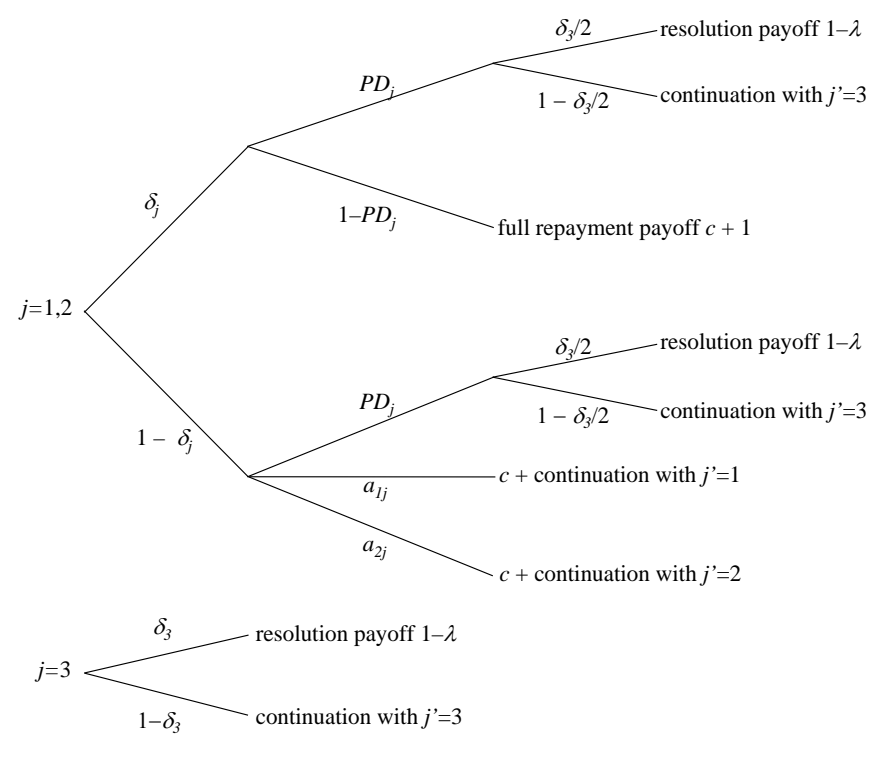 δ3/2
resolution payoff 1–λ
PDj
1 − δ3/2
continuation with j’=3
δj
1–PDj
full repayment payoff c + 1
j=1,2
δ3/2
resolution payoff 1–λ
PDj
1 − δ3/2
continuation with j’=3
1 − δj
a1j
c + continuation with j’=1
a2j
c + continuation with j’=2
δ3
resolution payoff 1–λ
j=3
1−δ3
continuation with j’=3